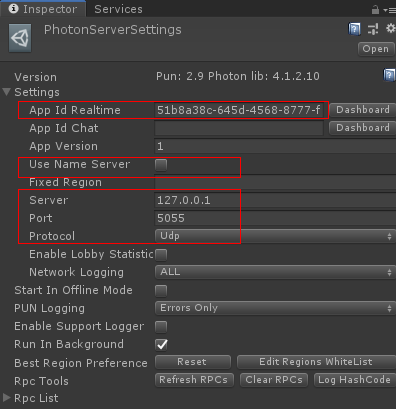 Inspector Services
PhotonServerSettings
Open
Version Pun: 2.9 Photon lib: 4.1.2.10
Settings
App Id Realtime 51b8a38c-645d-4568-8777-f Dashboard
App Id Chat Dashboard
App Version 1
Use Name Server
Fixed Region
Server 127.0.0.1
Port 5055
Protocol Udp
Enable Lobby Statistic
Network Logging ALL
Start In Offline Mode
PUN Logging Errors Only
Enable Support Logger
Run In Background
Best Region Preference Reset Edit Regions WhiteList
Rpc Tools Refresh RPCs Clear RPCs Log HashCode
Rpc List